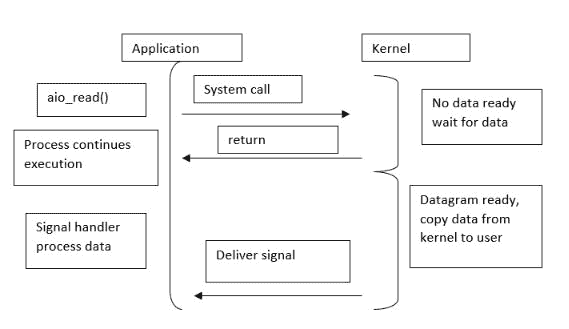 Application
Kernel
aio_read()
System call
No data ready
wait for data
return
Process continues
execution
Datagram ready,
copy data from
kernel to user
Signal handler
process data
Deliver signal